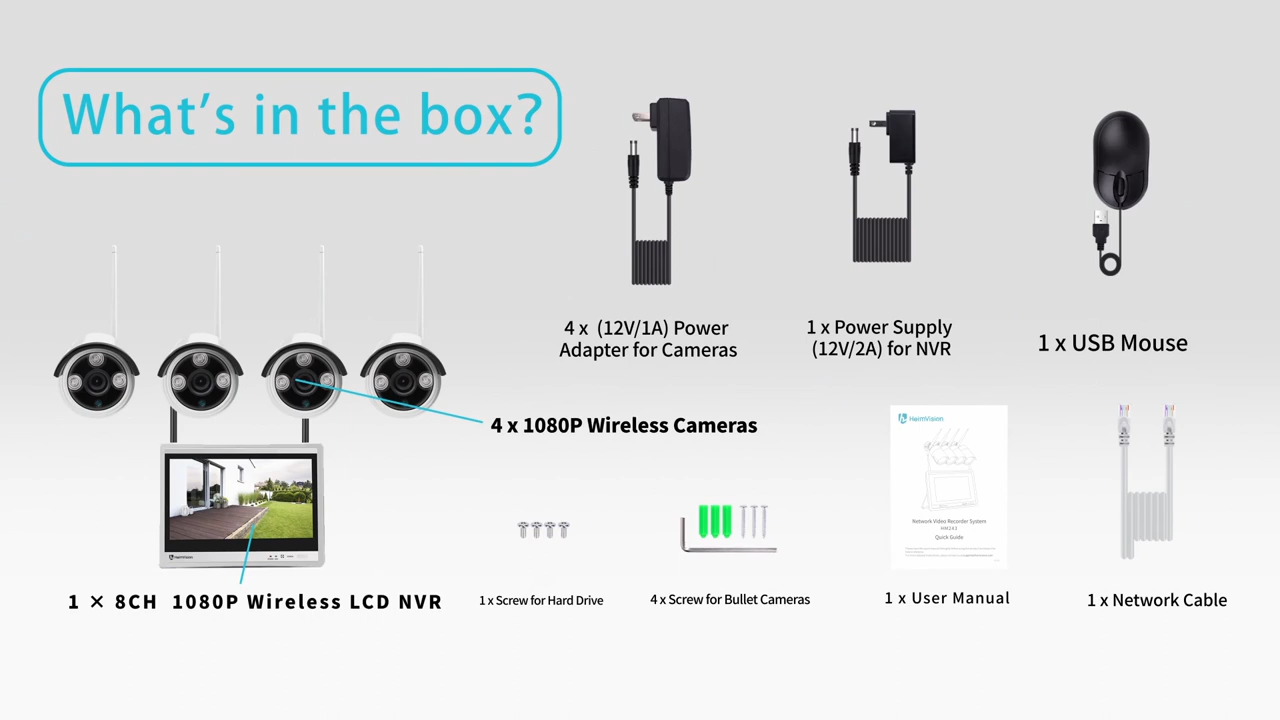 What's in the box?
4 x (12V/1A) Power
Adapter for Cameras
1 x Power Supply
(12V/2A) for NVR
1 x USB Mouse
4 x 1080P Wireless Cameras
HeimVision
Network Video Recorder System
HM243
Quick Guide
HeimVision
1 × 8CH 1080P Wireless LCD NVR
1 x Screw for Hard Drive
4 x Screw for Bullet Cameras
1 x User Manual
1 x Network Cable